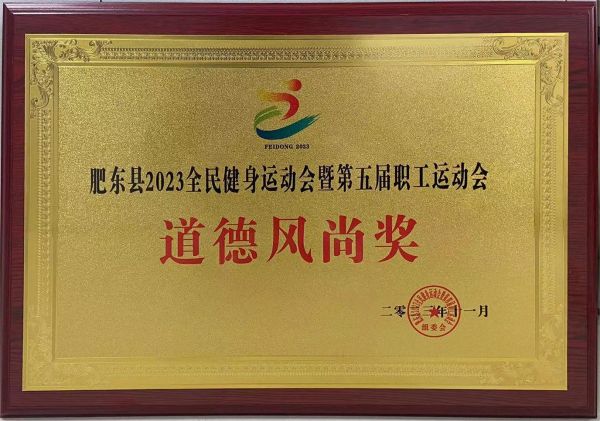 FEIDONG 2023
肥东县2023全民健身运动会暨第五届职工运动会
道德风尚奖
二零二三年十一月
组委会